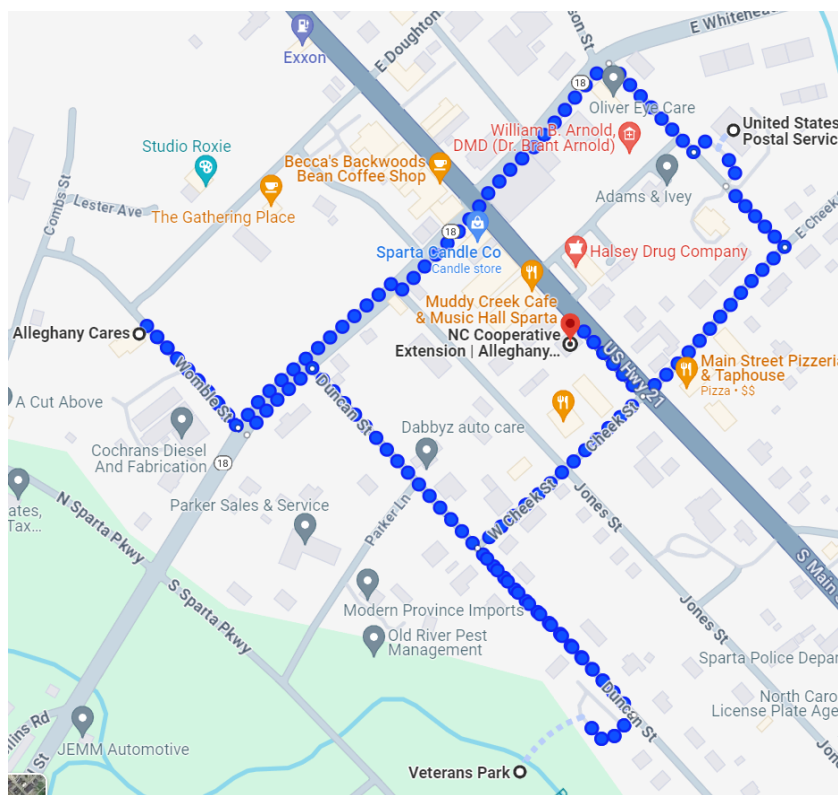 Exxon
E Doughton
E Whitehead
18
Oliver Eye Care
United States
Postal Service
William B. Arnold,
DMD (Dr. Brant Arnold)
Studio Roxie
Becca's Backwoods
Bean Coffee Shop
Combs St
Lester Ave
The Gathering Place
Adams & Ivey
E Cheek
18
Sparta Candle Co
Candle store
Halsey Drug Company
Muddy Creek Cafe
& Music Hall Sparta
Alleghany Cares
NC Cooperative
Extension | Alleghany...
US Hwy 21
Main Street Pizzeria
& Taphouse
Pizza • $$
Womble St
Duncan St
A Cut Above
Cheek St
Dabbyz auto care
Cochrans Diesel
And Fabrication
18
W Cheek St
Jones St
Parker Sales & Service
Parker Ln
N Sparta Pkwy
Tax...
S Main
S Sparta Pkwy
Modern Province Imports
Old River Pest
Management
Jones St
Sparta Police Depar
Duncan St
North Caro
License Plate Age
JEMM Automotive
Veterans Park
Jones